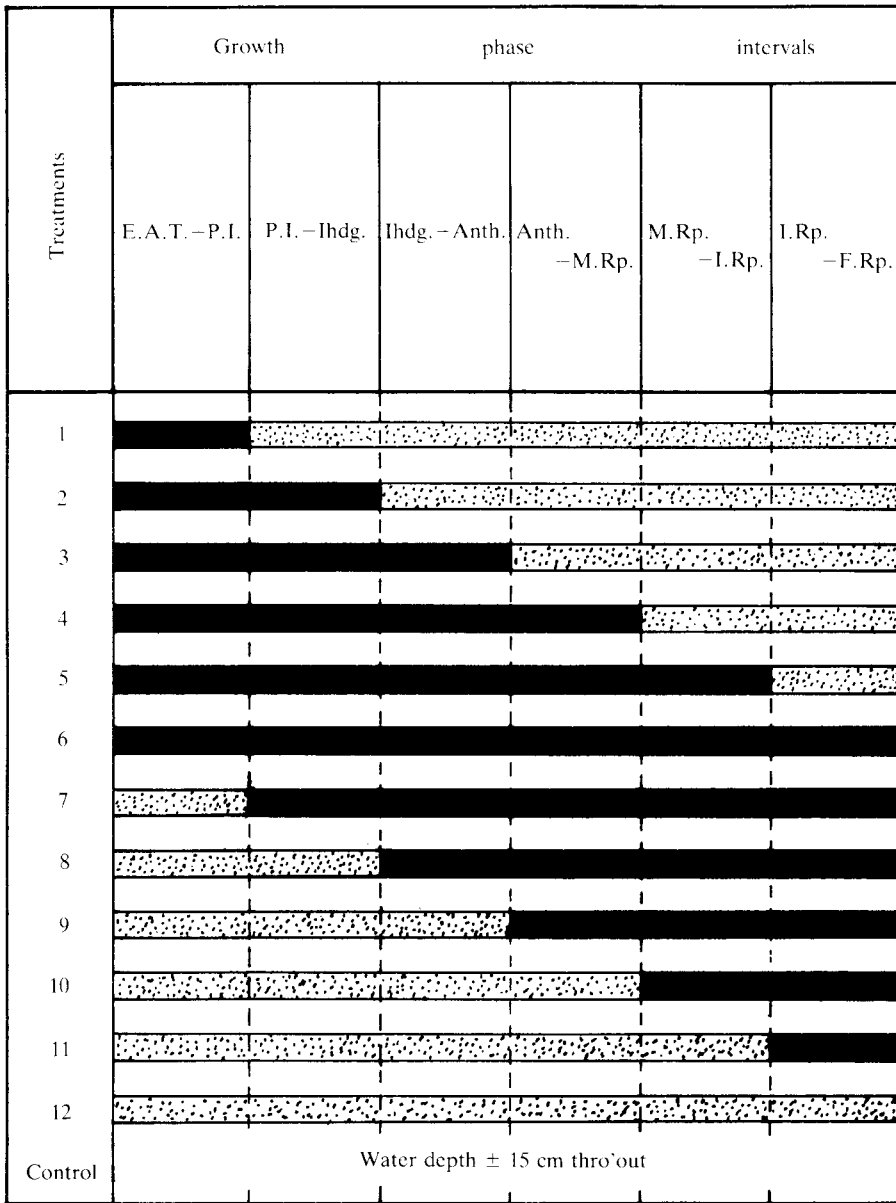 Growth phase intervals
Treatments
E.A.T.–P.I. P.I.–Ihdg. Ihdg.–Anth. Anth. M.Rp. I.Rp.
–M.Rp. –I.Rp. –F.Rp.
1
2
3
4
5
6
7
8
9
10
11
12
Control Water depth ± 15 cm thro'out